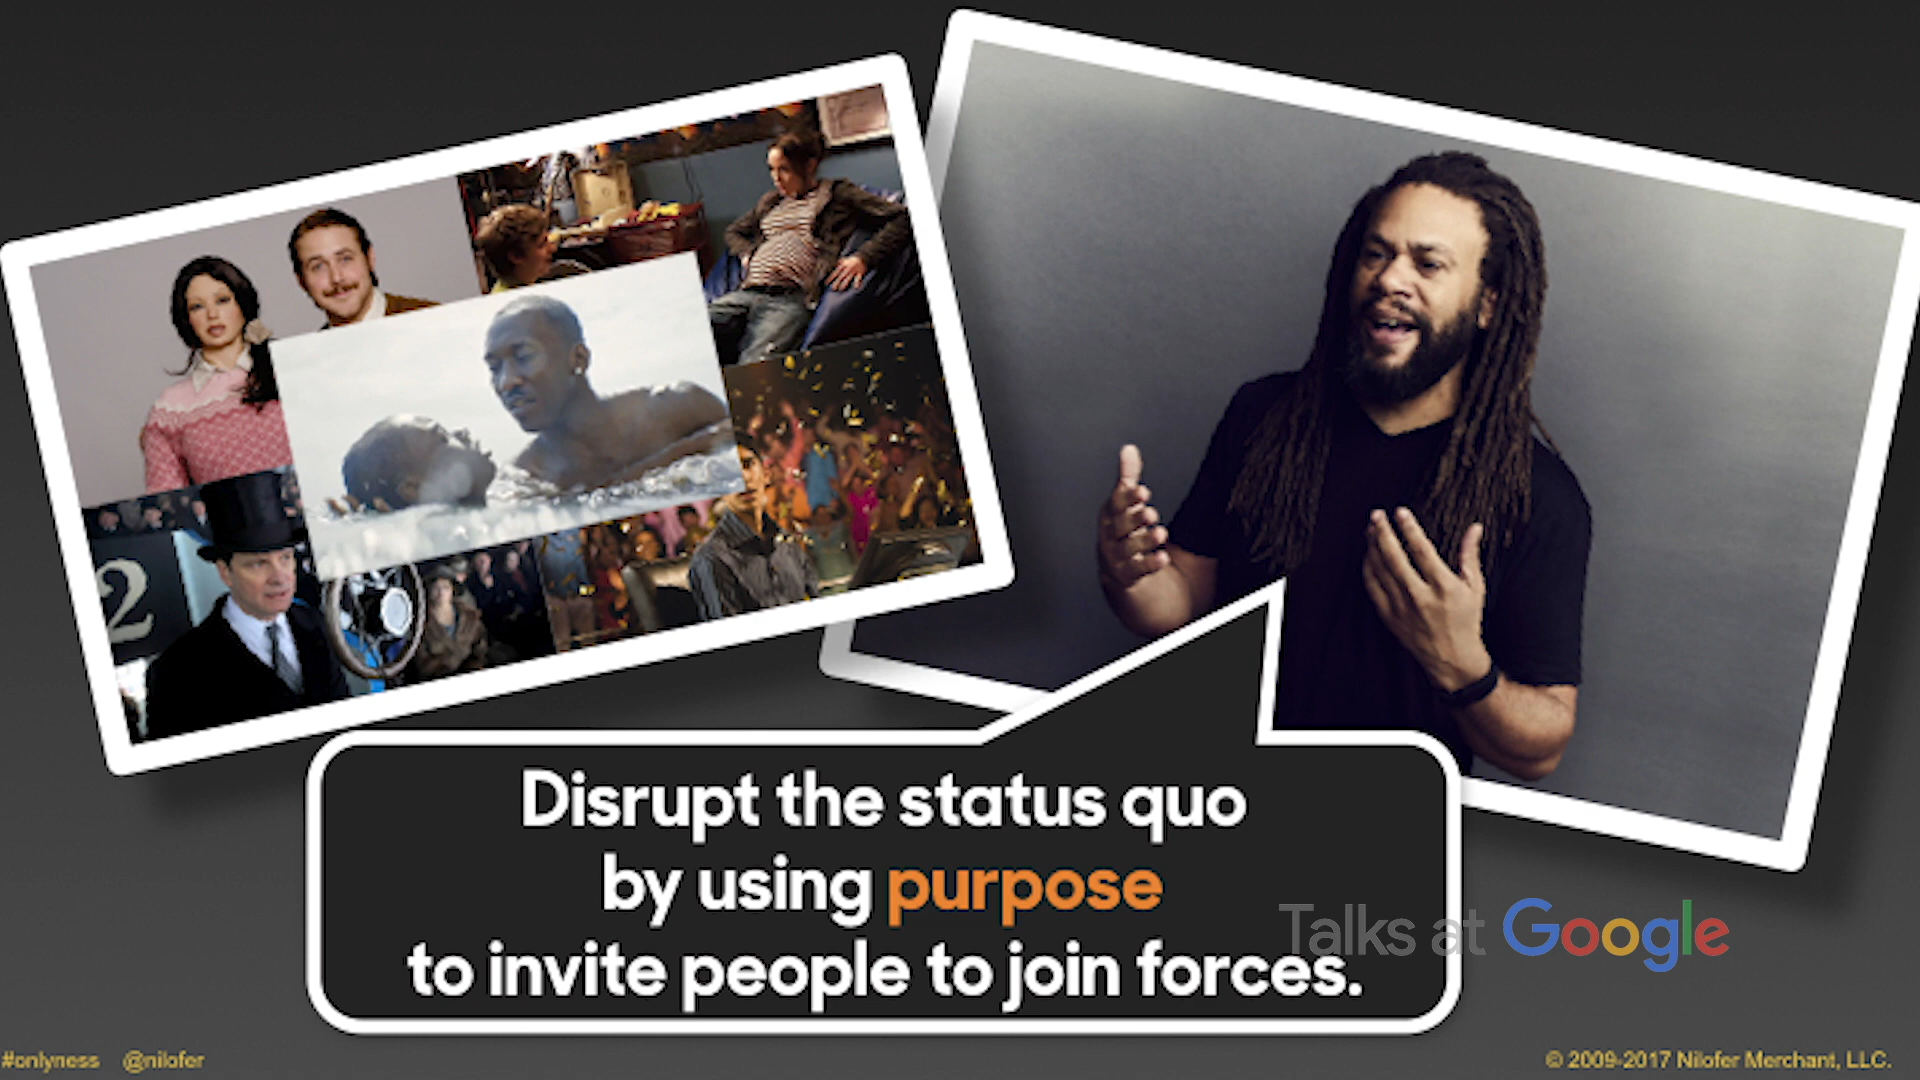 2
Disrupt the status quo
by using purpose
to invite people to join forces.
Talks at Google
#onlyness @nilofer
© 2009-2017 Nilofer Merchant, LLC.